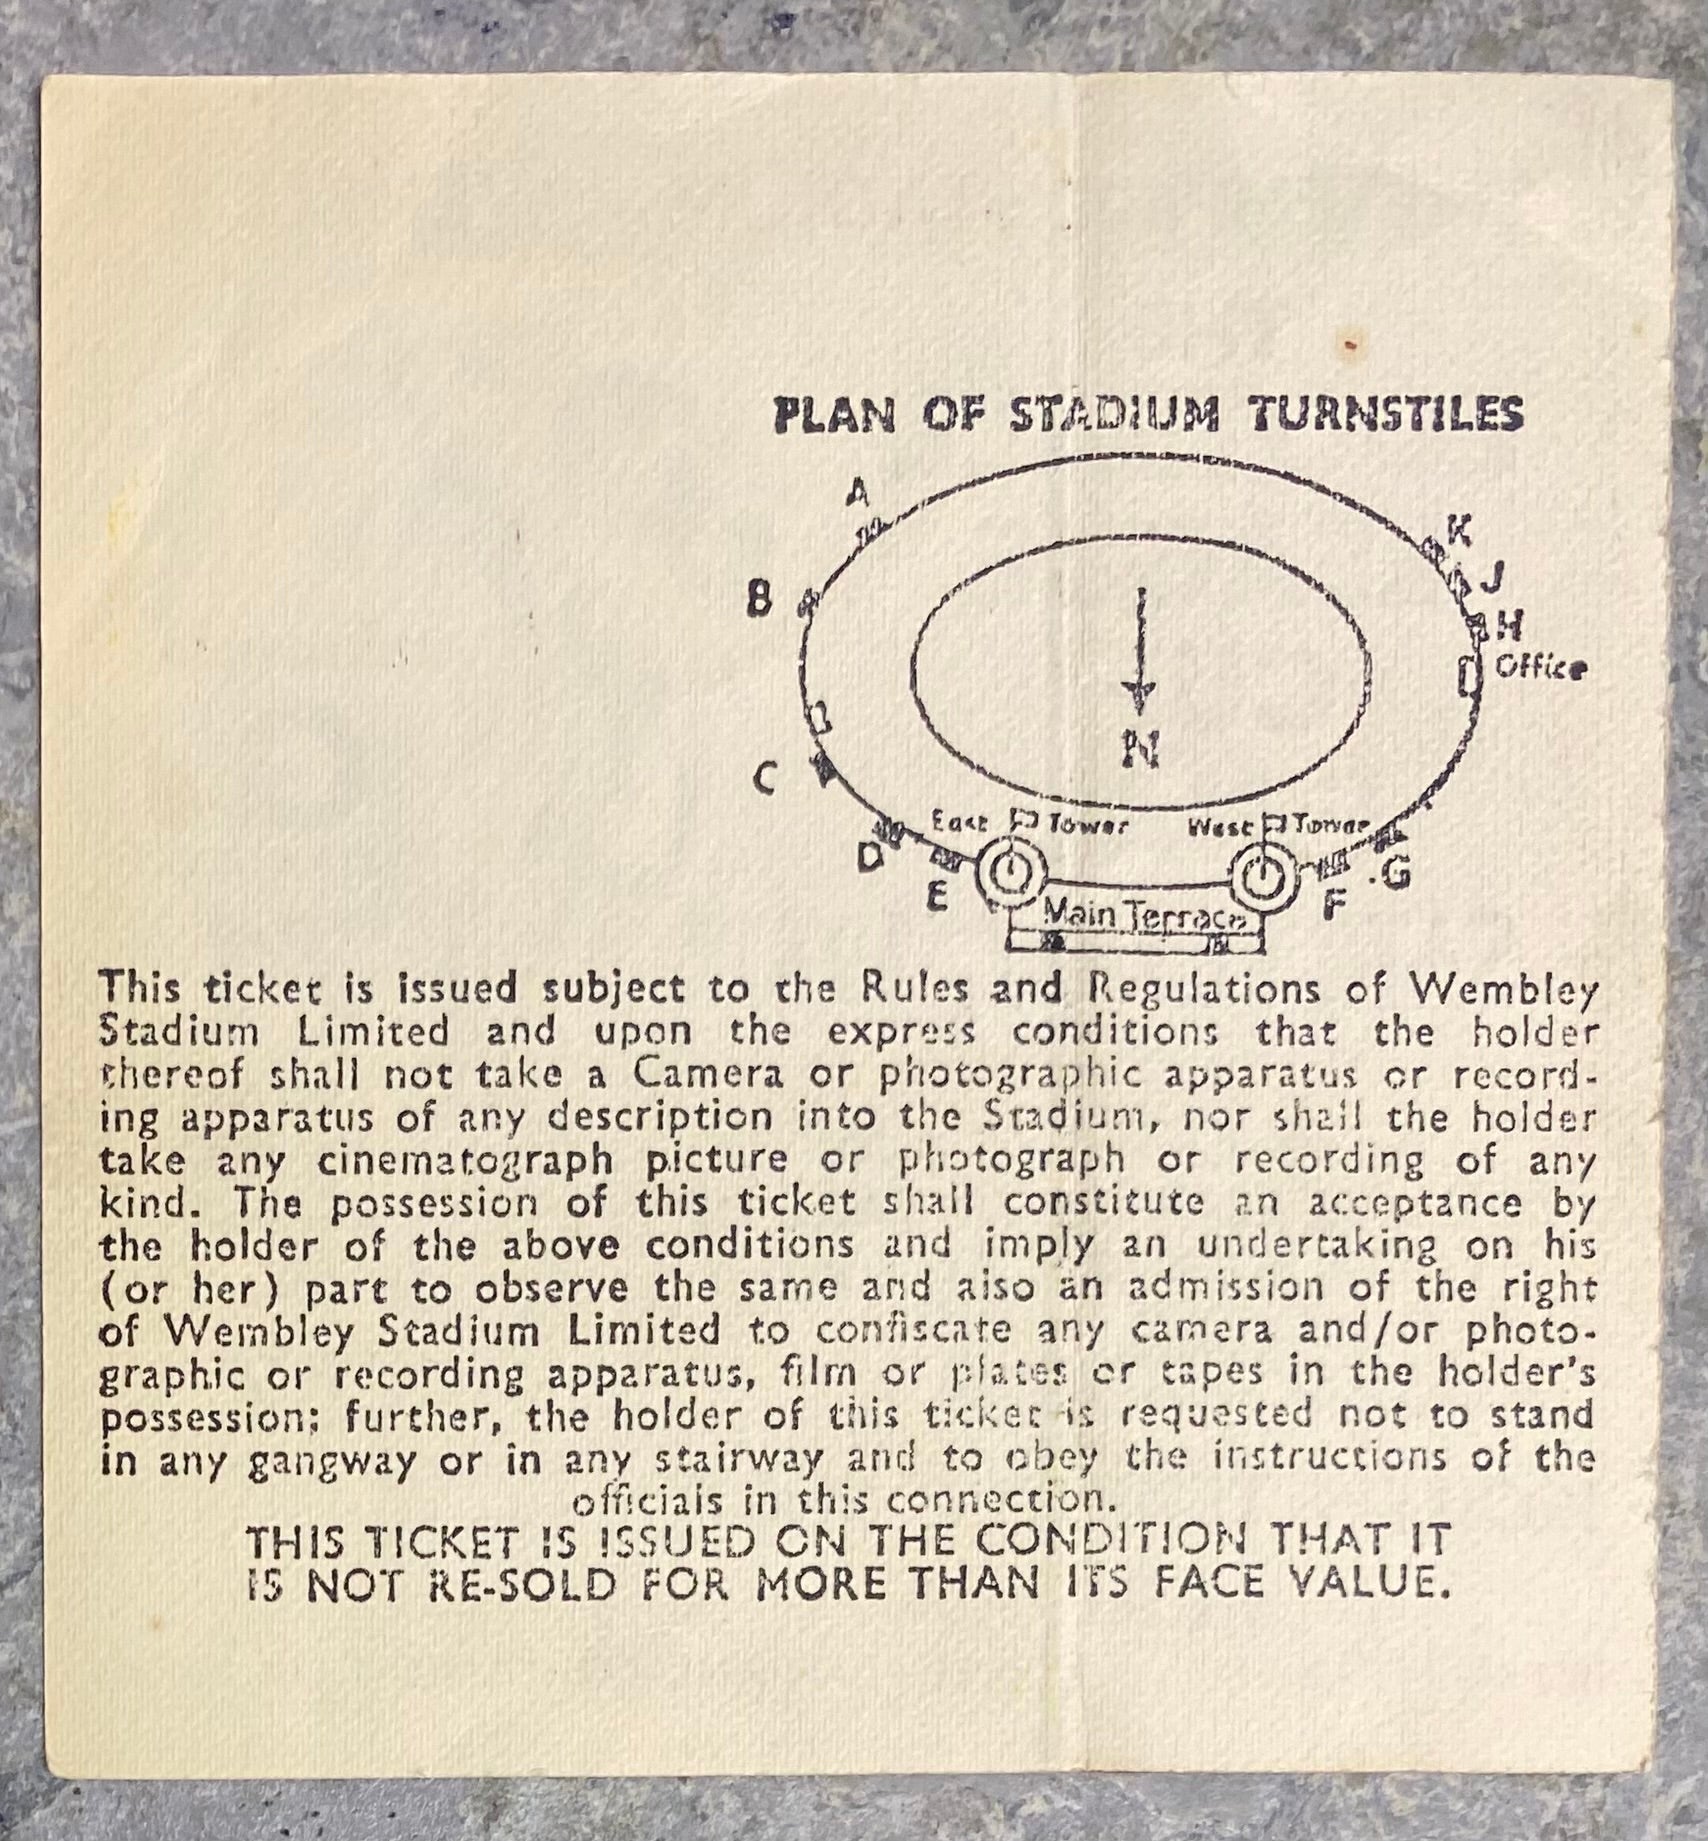 PLAN OF STADIUM TURNSTILES
A
K
B
J
H
Office
N
C
East Tower West Tower
D
E
F
G
Main Terrace
This ticket is issued subject to the Rules and Regulations of Wembley
Stadium Limited and upon the express conditions that the holder
thereof shall not take a Camera or photographic apparatus or record-
ing apparatus of any description into the Stadium, nor shall the holder
take any cinematograph picture or photograph or recording of any
kind. The possession of this ticket shall constitute an acceptance by
the holder of the above conditions and imply an undertaking on his
(or her) part to observe the same and also an admission of the right
of Wembley Stadium Limited to confiscate any camera and/or photo-
graphic or recording apparatus, film or plates or tapes in the holder's
possession; further, the holder of this ticket is requested not to stand
in any gangway or in any stairway and to obey the instructions of the
officials in this connection.
THIS TICKET IS ISSUED ON THE CONDITION THAT IT
IS NOT RE-SOLD FOR MORE THAN ITS FACE VALUE.